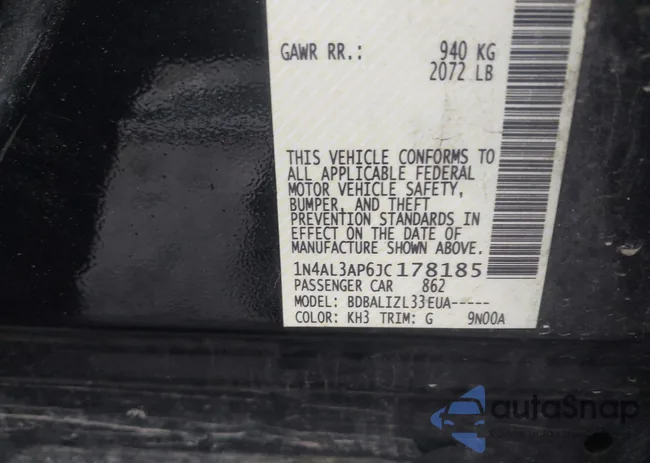 GAWR RR.: 940 KG
2072 LB
THIS VEHICLE CONFORMS TO
ALL APPLICABLE FEDERAL
MOTOR VEHICLE SAFETY,
BUMPER, AND THEFT
PREVENTION STANDARDS IN
EFFECT ON THE DATE OF
MANUFACTURE SHOWN ABOVE.
1N4AL3AP6JC178185
PASSENGER CAR 862
MODEL: BDBALIZL33EUA-----
COLOR: KH3 TRIM: G 9N00A
autoSnap